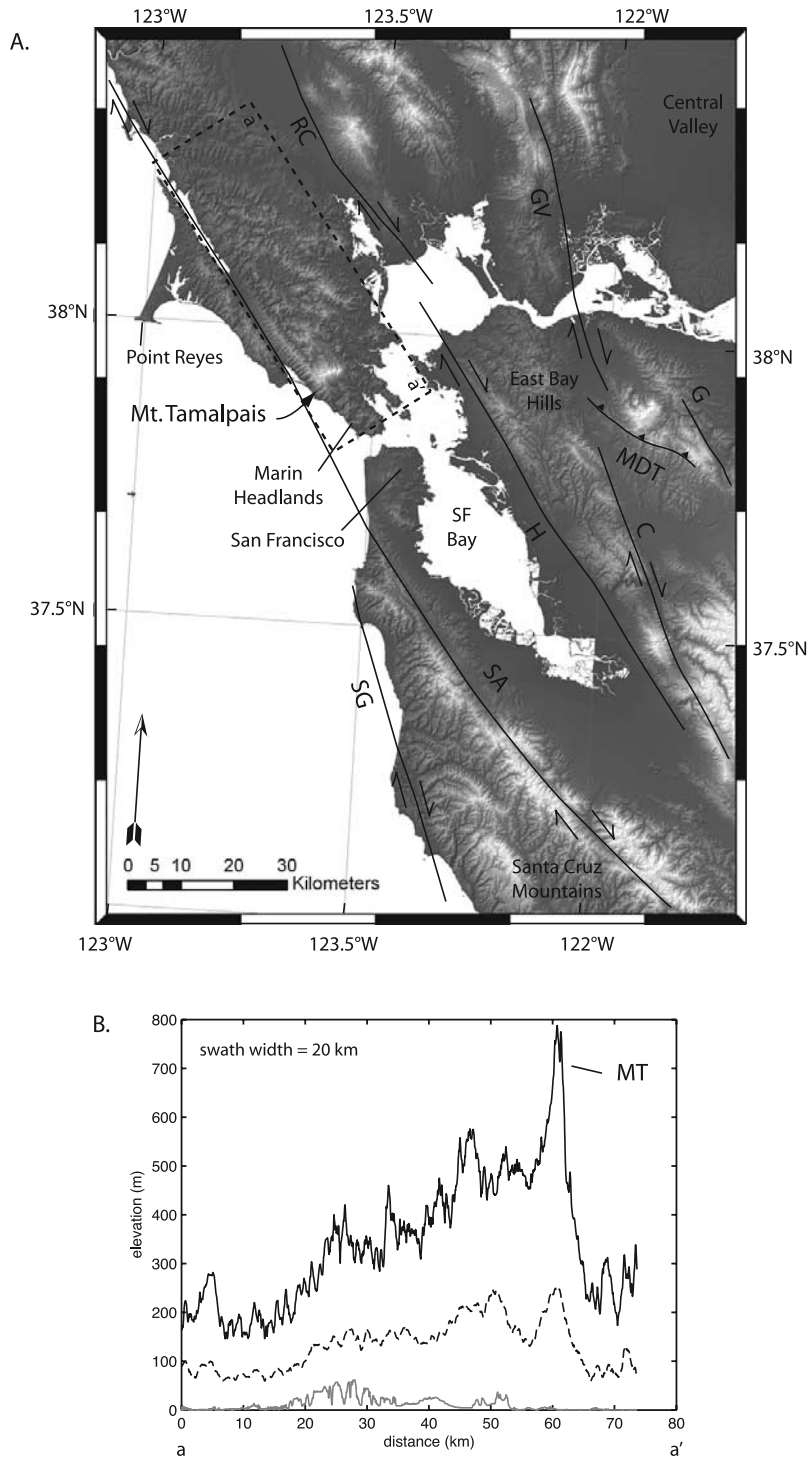 A.
123°W
123.5°W
122°W
Central
Valley
RC
a
GV
38°N
38°N
Point Reyes
a'
East Bay
Hills
G
Mt. Tamalpais
MDT
Marin
Headlands
San Francisco
SF
Bay
H
C
37.5°N
37.5°N
SG
SA
0 5 10 20 30
Kilometers
Santa Cruz
Mountains
123°W
123.5°W
122°W
B.
swath width = 20 km
MT
elevation (m)
800
700
600
500
400
300
200
100
0
0 10 20 30 40 50 60 70 80
distance (km)
a
a'